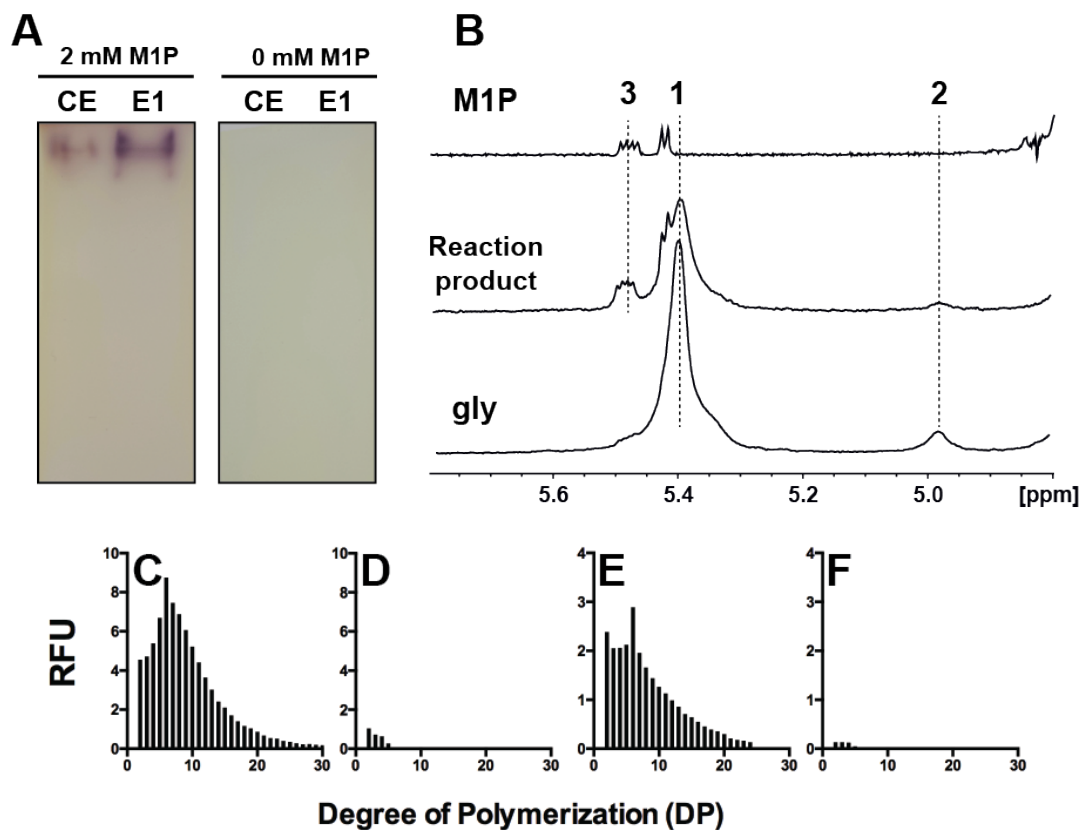 A
2 mM M1P
0 mM M1P
CE E1
CE E1
B
M1P
3 1 2
Reaction
product
gly
5.6 5.4 5.2 5.0 [ppm]
C
D
E
F
RFU
10
8
6
4
2
0
0 10 20 30
10
8
6
4
2
0
0 10 20 30
4
3
2
1
0
0 10 20 30
4
3
2
1
0
0 10 20 30
Degree of Polymerization (DP)